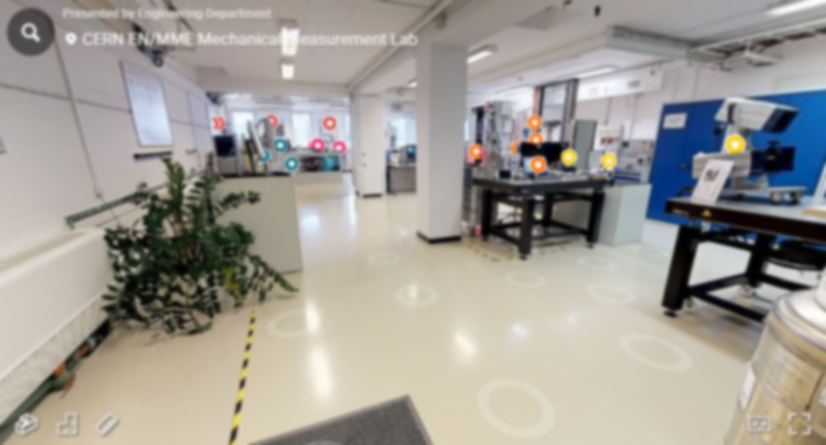 Presented by Engineering Department
CERN EN/MME Mechanical Measurement Lab